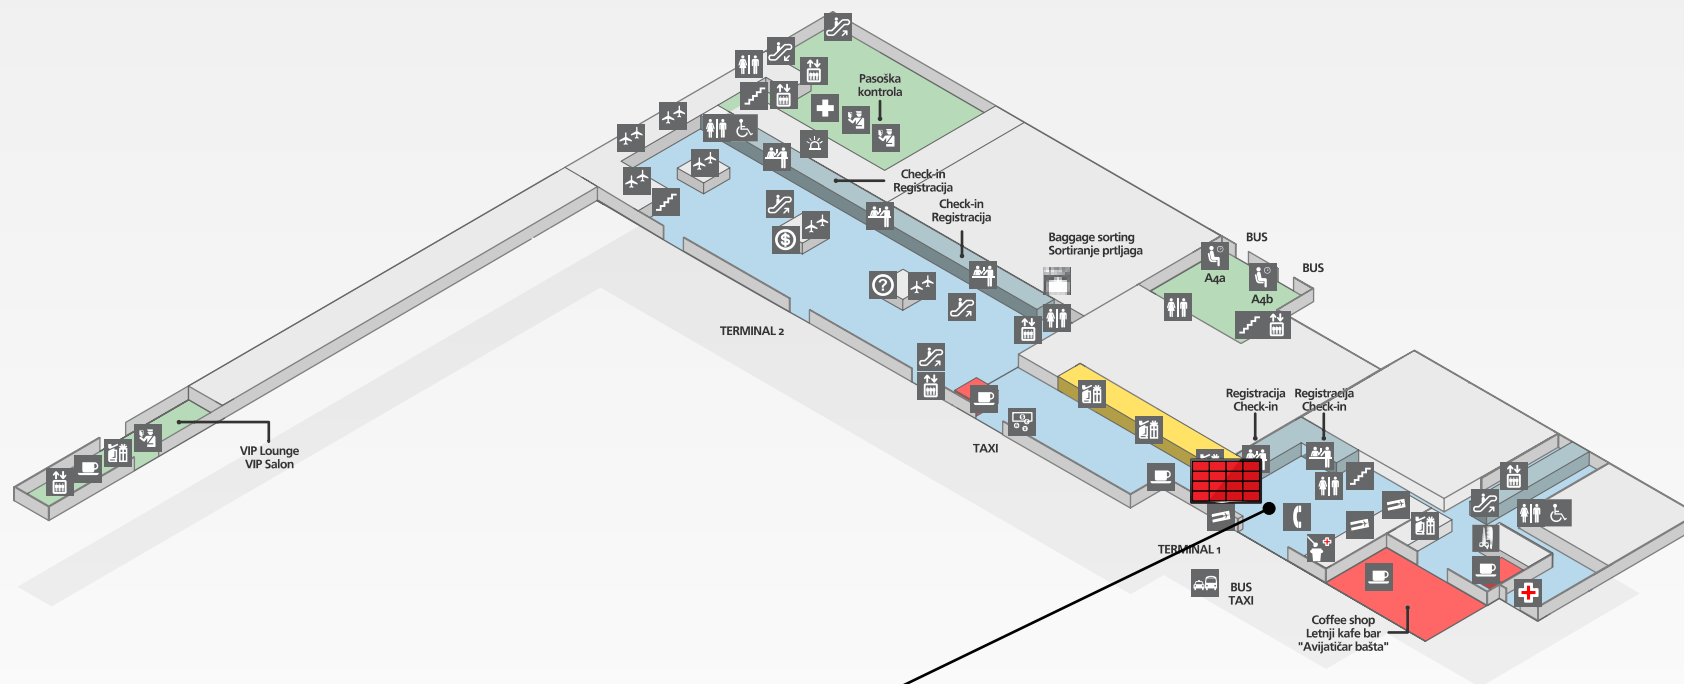 Pasoška
kontrola
Check-in
Registracija
Check-in
Registracija
Baggage sorting
Sortiranje prtljaga
BUS
BUS
A4a
A4b
TERMINAL 2
TAXI
Registracija
Check-in
Registracija
Check-in
VIP Lounge
VIP Salon
TERMINAL 1
BUS
TAXI
Coffee shop
Letnji kafe bar
"Avijatičar bašta"